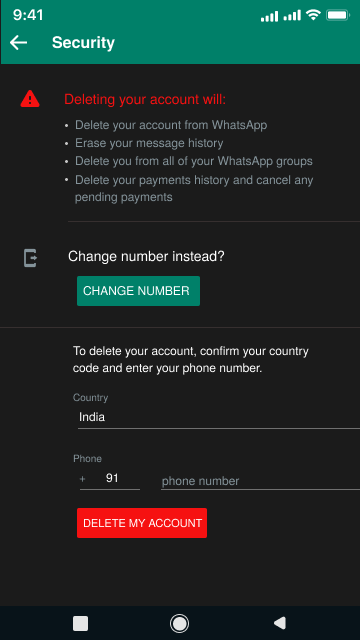 9:41
Security
Deleting your account will:
• Delete your account from WhatsApp
• Erase your message history
• Delete you from all of your WhatsApp groups
• Delete your payments history and cancel any
pending payments
Change number instead?
CHANGE NUMBER
To delete your account, confirm your country
code and enter your phone number.
Country
India
Phone
+ 91 phone number
DELETE MY ACCOUNT